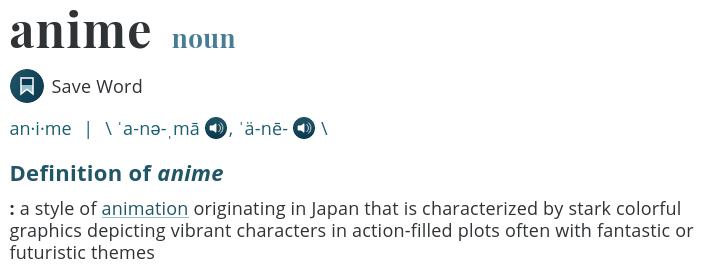 anime noun
Save Word
an·i·me | \ ˈa-nə-ˌmā , ˈä-nē- \
Definition of anime
: a style of animation originating in Japan that is characterized by stark colorful
graphics depicting vibrant characters in action-filled plots often with fantastic or
futuristic themes